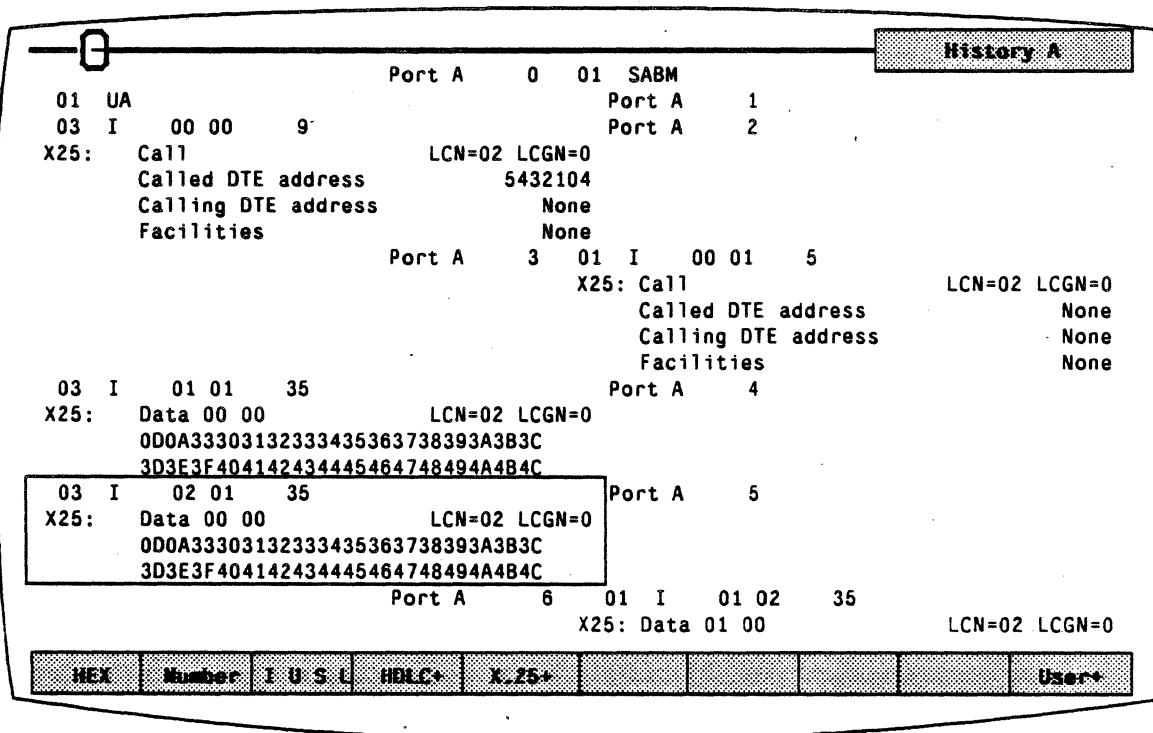 History A
Port A 0 01 SABM
01 UA Port A 1
03 I 00 00 9 Port A 2
X25: Call LCN=02 LCGN=0
Called DTE address 5432104
Calling DTE address None
Facilities None
Port A 3 01 I 00 01 5
X25: Call LCN=02 LCGN=0
Called DTE address None
Calling DTE address None
Facilities None
03 I 01 01 35 Port A 4
X25: Data 00 00 LCN=02 LCGN=0
0D0A33303132333435363738393A3B3C
3D3E3F404142434445464748494A4B4C
03 I 02 01 35 Port A 5
X25: Data 00 00 LCN=02 LCGN=0
0D0A33303132333435363738393A3B3C
3D3E3F404142434445464748494A4B4C
Port A 6 01 I 01 02 35
X25: Data 01 00 LCN=02 LCGN=0
HEX Number I U S L HDLC+ X.25+ User+